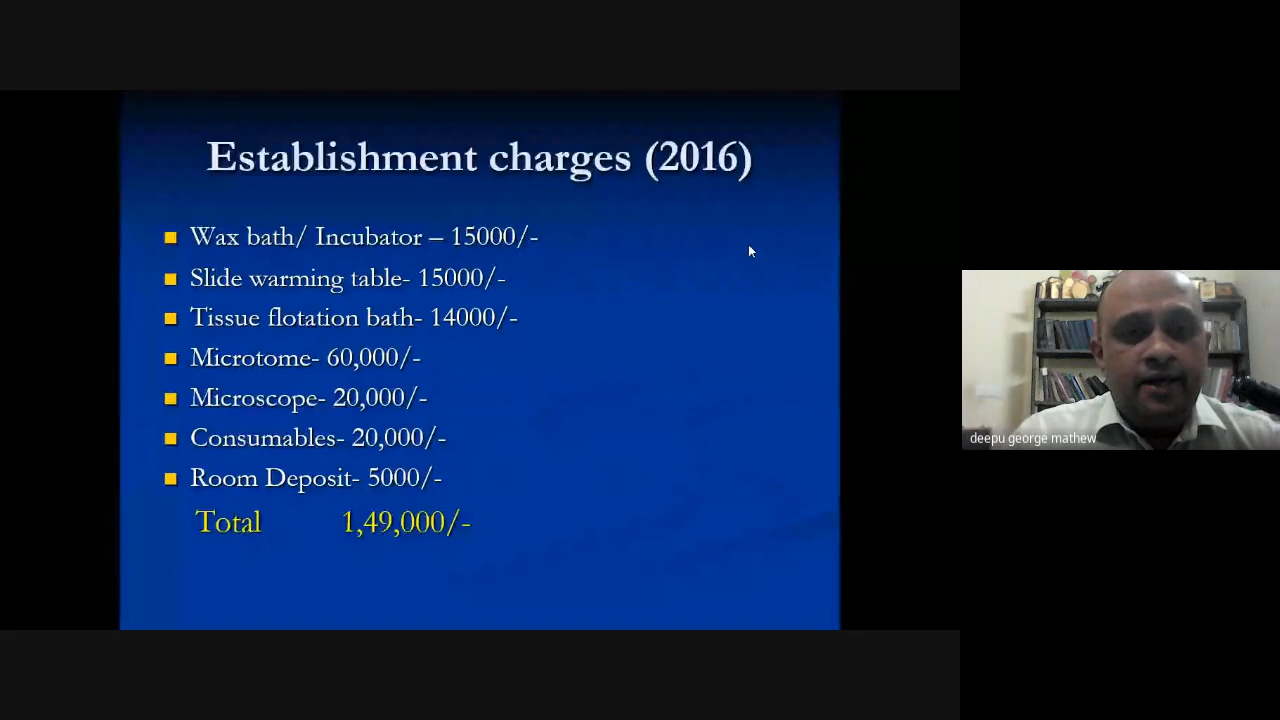 Establishment charges (2016)
Wax bath/ Incubator – 15000/-
Slide warming table- 15000/-
Tissue flotation bath- 14000/-
Microtome- 60,000/-
Microscope- 20,000/-
Consumables- 20,000/-
Room Deposit- 5000/-
Total 1,49,000/-
deepu george mathew